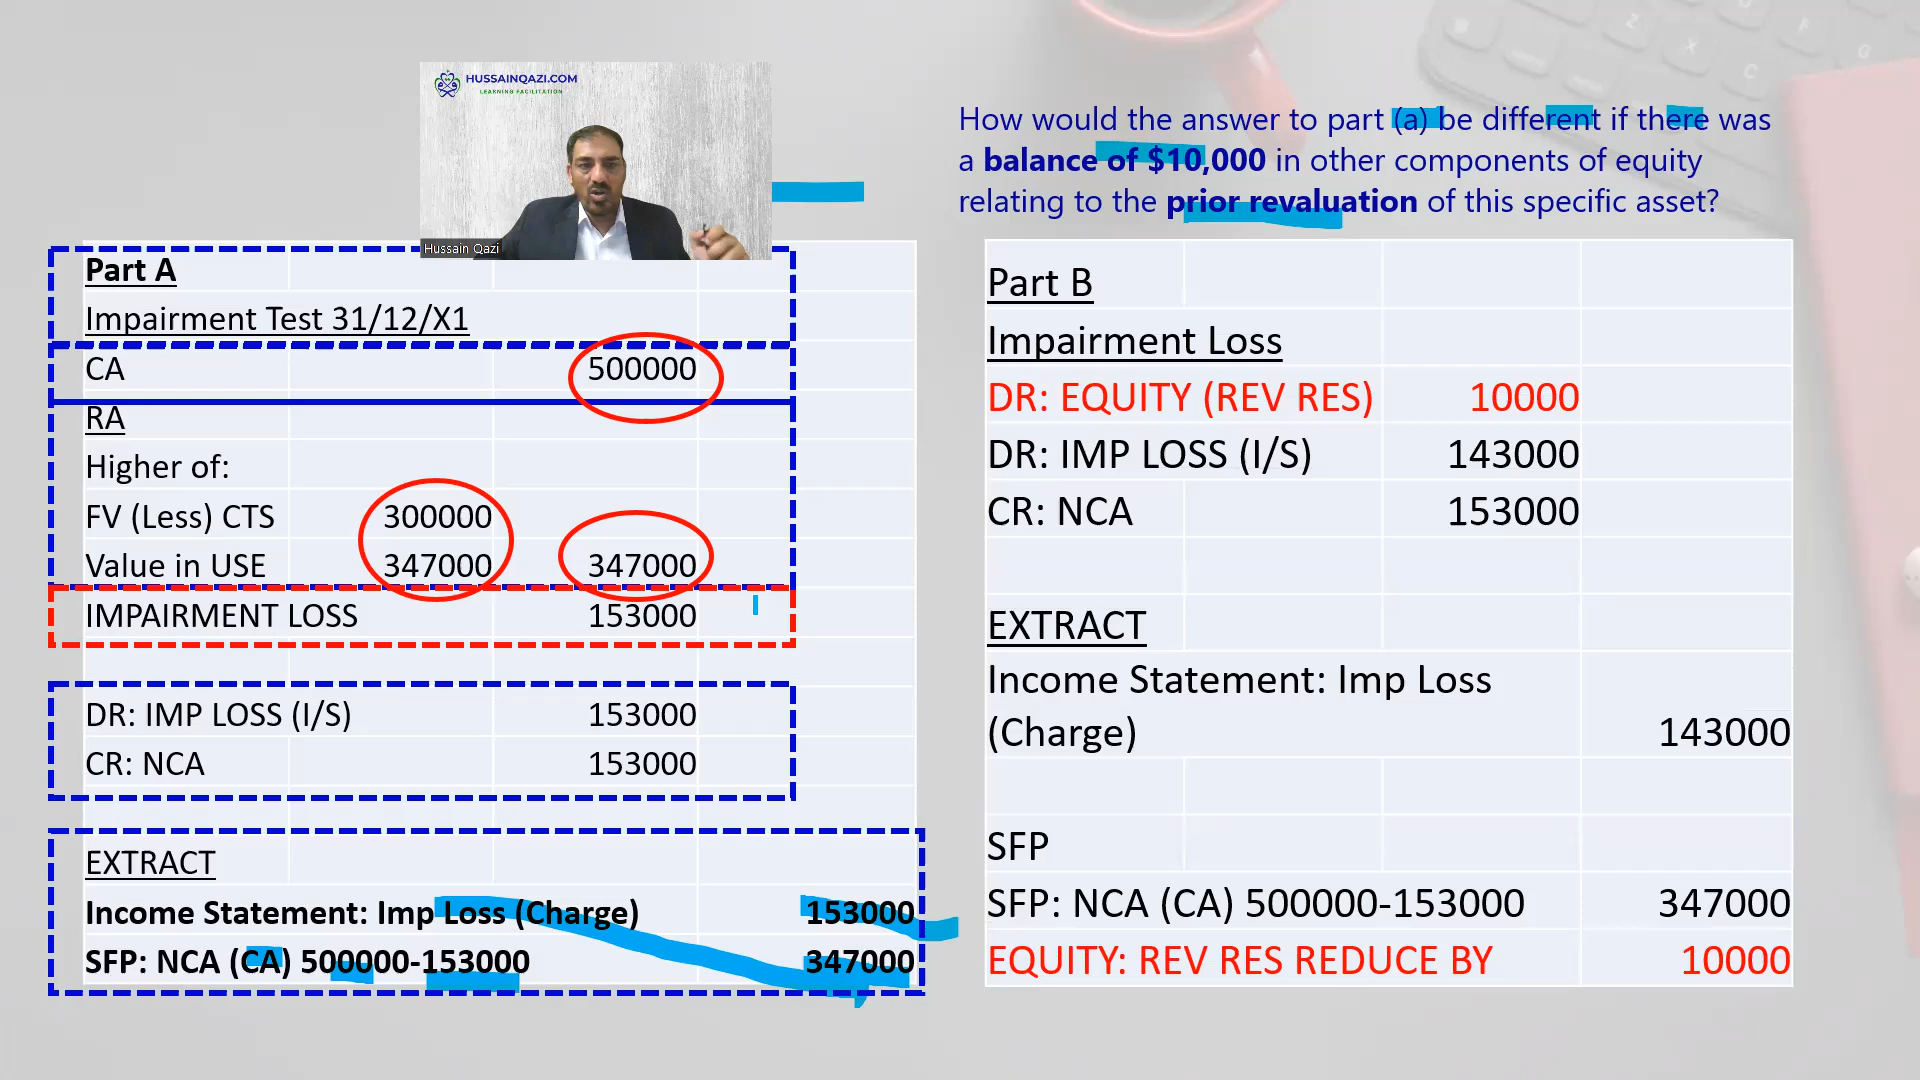 HUSSAINQAZI.COM
LEARNING FACILITATION
Hussain Qazi
How would the answer to part (a) be different if there was
a balance of $10,000 in other components of equity
relating to the prior revaluation of this specific asset?
Part A
Impairment Test 31/12/X1
CA 500000
RA
Higher of:
FV (Less) CTS 300000
Value in USE 347000 347000
IMPAIRMENT LOSS 153000
DR: IMP LOSS (I/S) 153000
CR: NCA 153000
EXTRACT
Income Statement: Imp Loss (Charge) 153000
SFP: NCA (CA) 500000-153000 347000
Part B
Impairment Loss
DR: EQUITY (REV RES) 10000
DR: IMP LOSS (I/S) 143000
CR: NCA 153000
EXTRACT
Income Statement: Imp Loss
(Charge) 143000
SFP
SFP: NCA (CA) 500000-153000 347000
EQUITY: REV RES REDUCE BY 10000